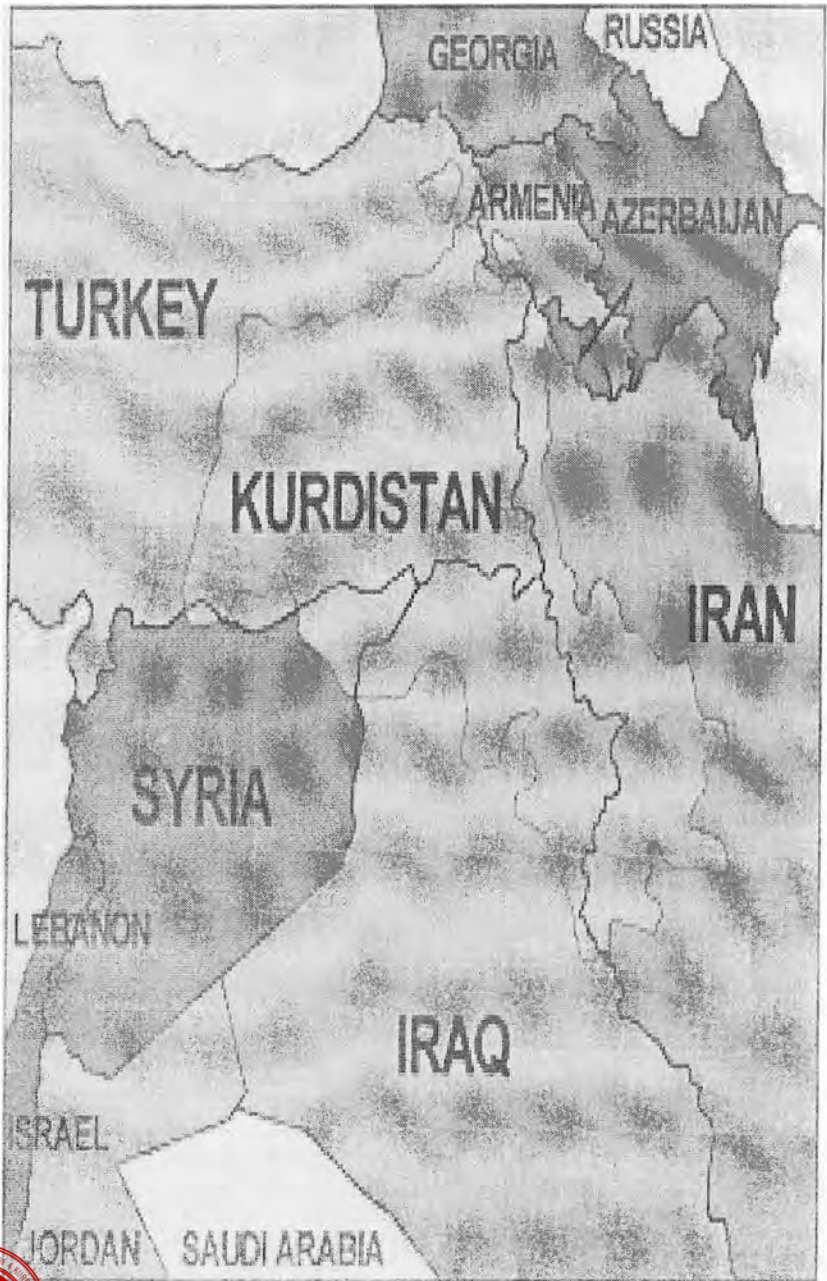 RUSSIA
GEORGIA
ARMENIA
AZERBAIJAN
TURKEY
KURDISTAN
IRAN
SYRIA
LEBANON
IRAQ
ISRAEL
JORDAN
SAUDI ARABIA